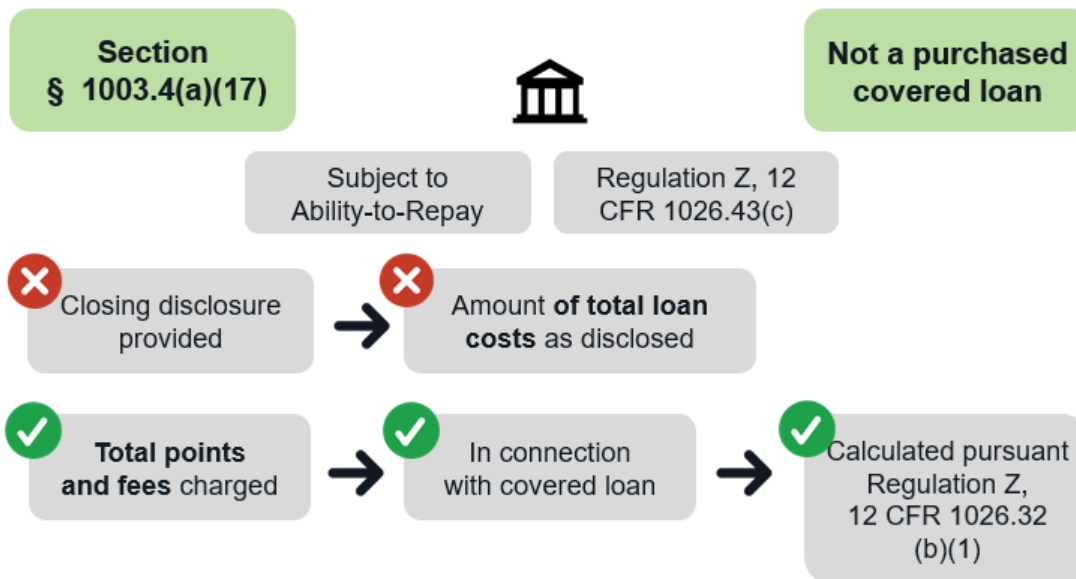 Section
§ 1003.4(a)(17)
Not a purchased
covered loan
Subject to
Ability-to-Repay
Regulation Z, 12
CFR 1026.43(c)
Closing disclosure
provided
Amount of total loan
costs as disclosed
Total points
and fees charged
In connection
with covered loan
Calculated pursuant
Regulation Z,
12 CFR 1026.32
(b)(1)